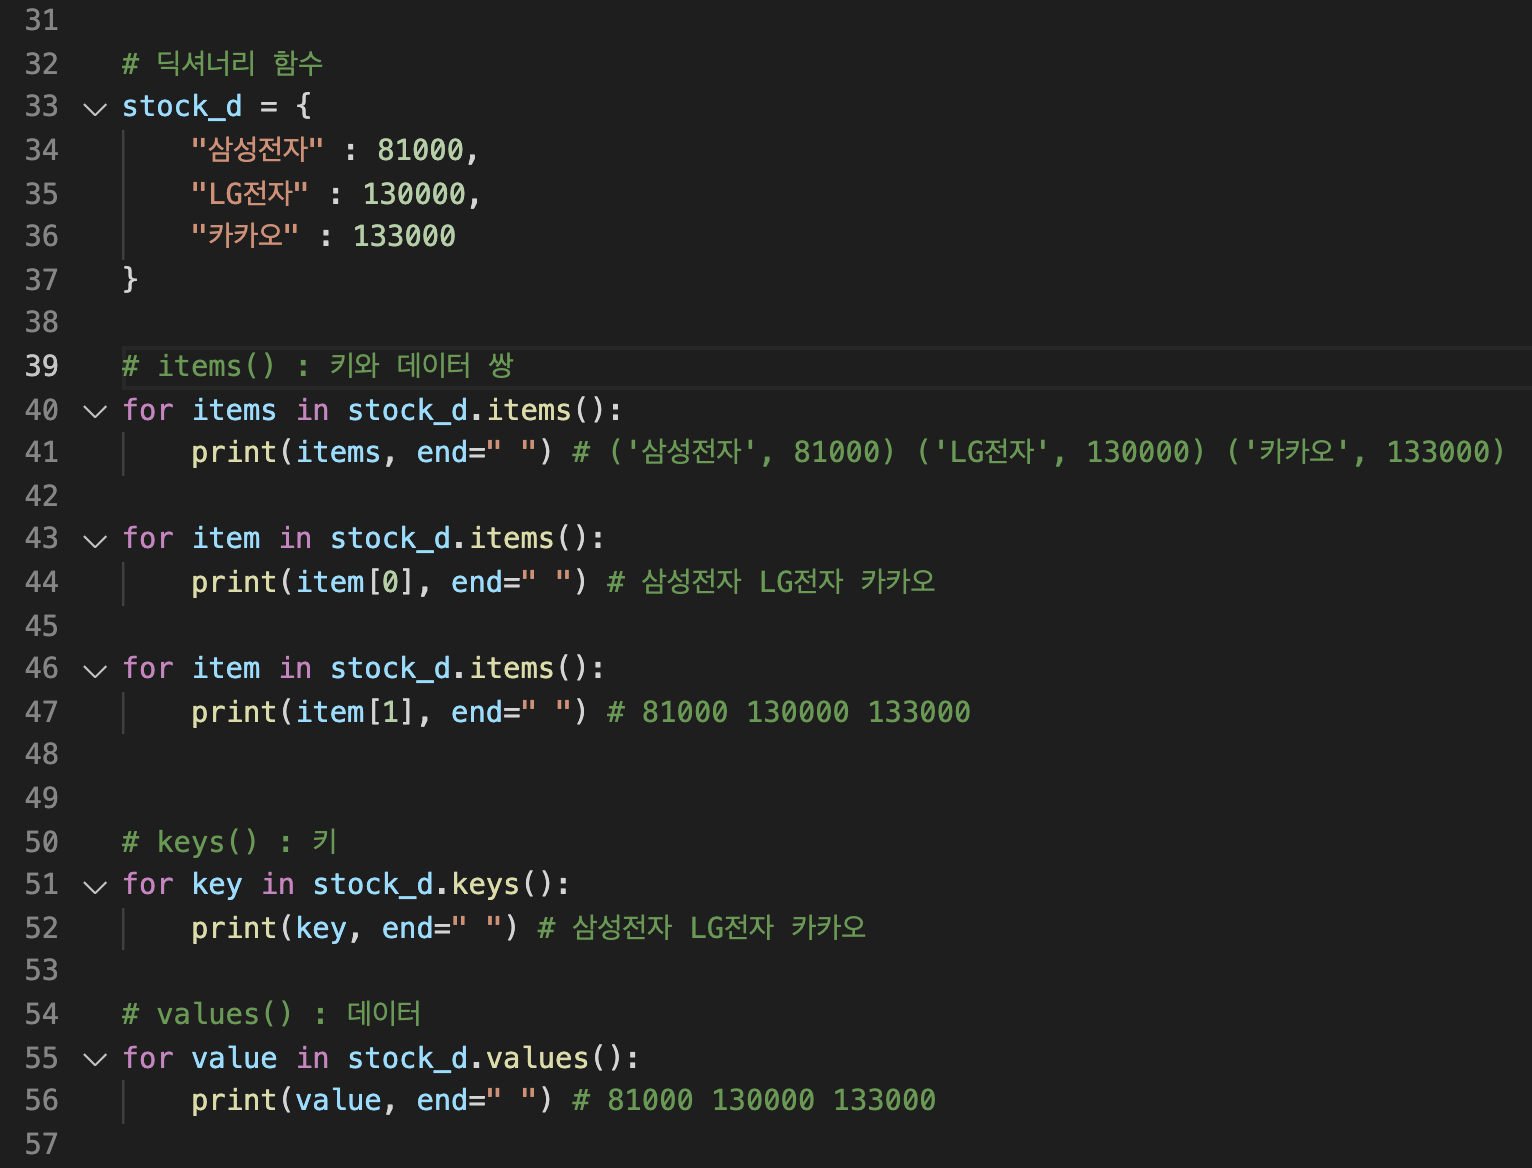 31
32 # 딕셔너리 함수
33 stock_d = {
34     "삼성전자" : 81000,
35     "LG전자" : 130000,
36     "카카오" : 133000
37 }
38
39 # items() : 키와 데이터 쌍
40 for items in stock_d.items():
41     print(items, end=" ") # ('삼성전자', 81000) ('LG전자', 130000) ('카카오', 133000)
42
43 for item in stock_d.items():
44     print(item[0], end=" ") # 삼성전자 LG전자 카카오
45
46 for item in stock_d.items():
47     print(item[1], end=" ") # 81000 130000 133000
48
49
50 # keys() : 키
51 for key in stock_d.keys():
52     print(key, end=" ") # 삼성전자 LG전자 카카오
53
54 # values() : 데이터
55 for value in stock_d.values():
56     print(value, end=" ") # 81000 130000 133000
57